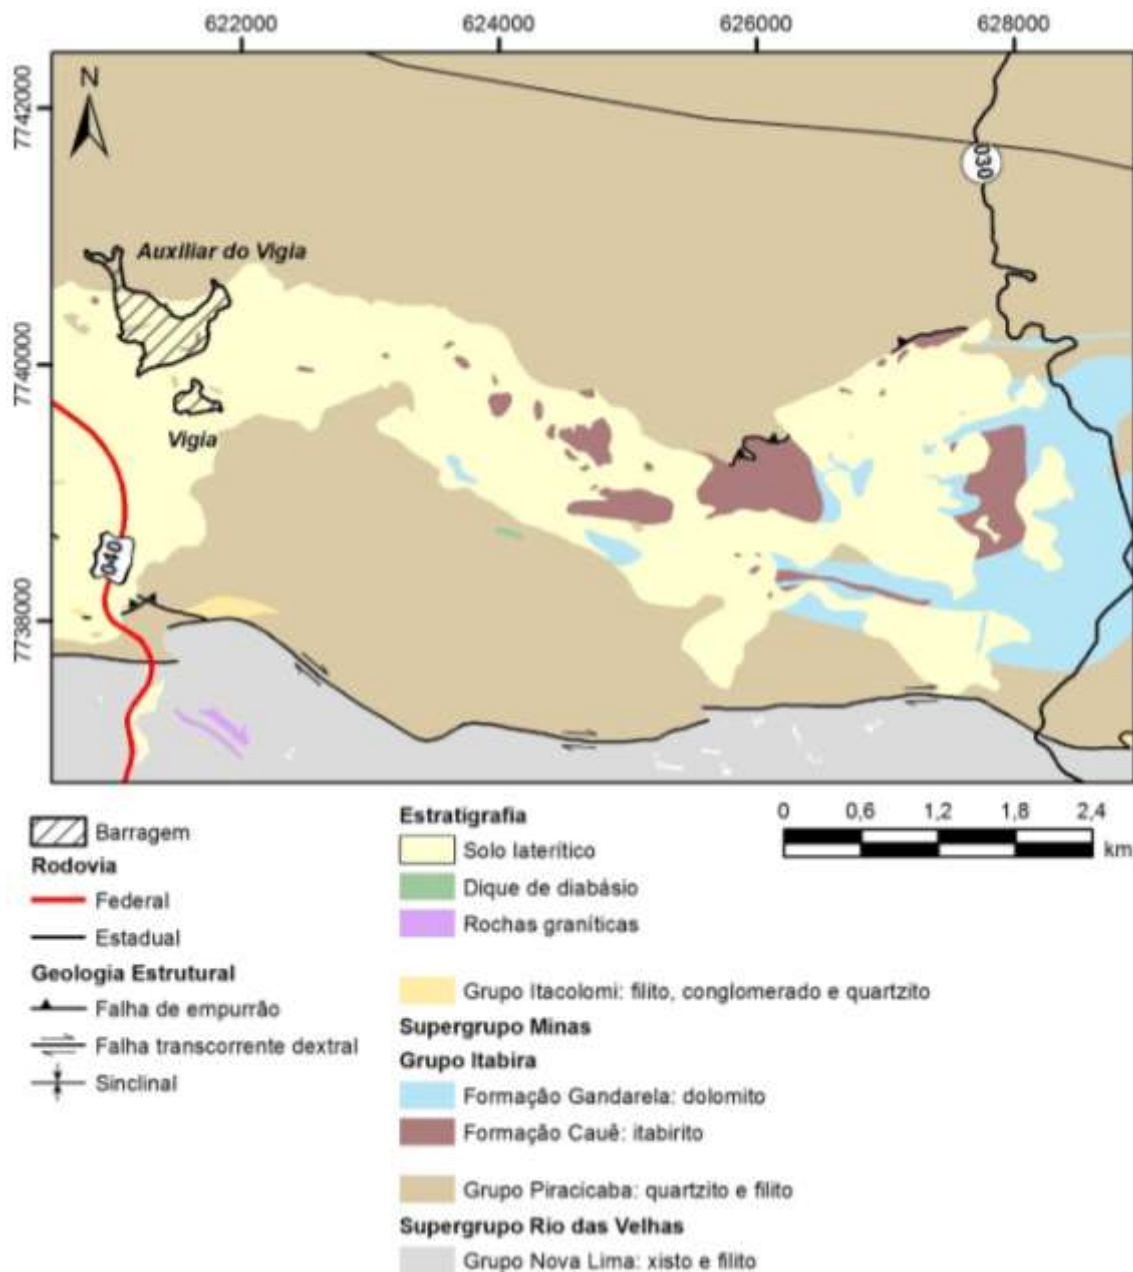 622000 624000 626000 628000
7742000
N
030
Auxiliar do Vigia
7740000
Vigia
040
7738000
Barragem
Rodovia
Federal
Estadual
Geologia Estrutural
Falha de empurrão
Falha transcorrente dextral
Sinclinal
Estratigrafia
Solo laterítico
Dique de diabásio
Rochas graníticas
Grupo Itacolomi: filito, conglomerado e quartzito
Supergrupo Minas
Grupo Itabira
Formação Gandarela: dolomito
Formação Cauê: itabirito
Grupo Piracicaba: quartzito e filito
Supergrupo Rio das Velhas
Grupo Nova Lima: xisto e filito
0 0,6 1,2 1,8 2,4
km